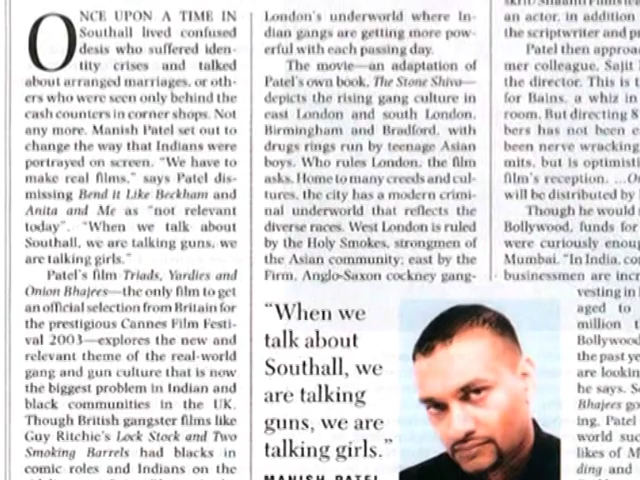 ONCE UPON A TIME IN
Southall lived confused
desis who suffered iden-
tity crises and talked
about arranged marriages, or oth-
ers who were seen only behind the
cash counters in corner shops. Not
any more. Manish Patel set out to
change the way that Indians were
portrayed on screen. "We have to
make real films," says Patel dis-
missing Bend it Like Beckham and
Anita and Me as "not relevant
today". "When we talk about
Southall, we are talking guns, we
are talking girls."
Patel's film Triads, Yardies and
Onion Bhajees—the only film to get
an official selection from Britain for
the prestigious Cannes Film Festi-
val 2003—explores the new and
relevant theme of the real-world
gang and gun culture that is now
the biggest problem in Indian and
black communities in the UK.
Though British gangster films like
Guy Ritchie's Lock Stock and Two
Smoking Barrels had blacks in
comic roles and Indians on the
London's underworld where In-
dian gangs are getting more pow-
erful with each passing day.
The movie—an adaptation of
Patel's own book, The Stone Shiva—
depicts the rising gang culture in
east London and south London,
Birmingham and Bradford, with
drugs rings run by teenage Asian
boys. Who rules London, the film
asks. Home to many creeds and cul-
tures, the city has a modern crimi-
nal underworld that reflects the
diverse races. West London is ruled
by the Holy Smokes, strongmen of
the Asian community; east by the
Firm, Anglo-Saxon cockney gang-
"When we
talk about
Southall, we
are talking
guns, we are
talking girls."
MANISH PATEL
an actor, in addition
the scriptwriter and
Patel then
mer colleague, Sajit
the director. This is
for Bains, a whiz in
room. But directing
bers has not been
been nerve wracking
mits, but is optimistic
film's reception.
will be distributed by
Though he would
Bollywood, funds for
were curiously
Mumbai. "In India,
businessmen are
vesting in
aged to
million
Bollywood
the past
are
he says.
Bhajees
ing. Patel
world
likes of
ding and